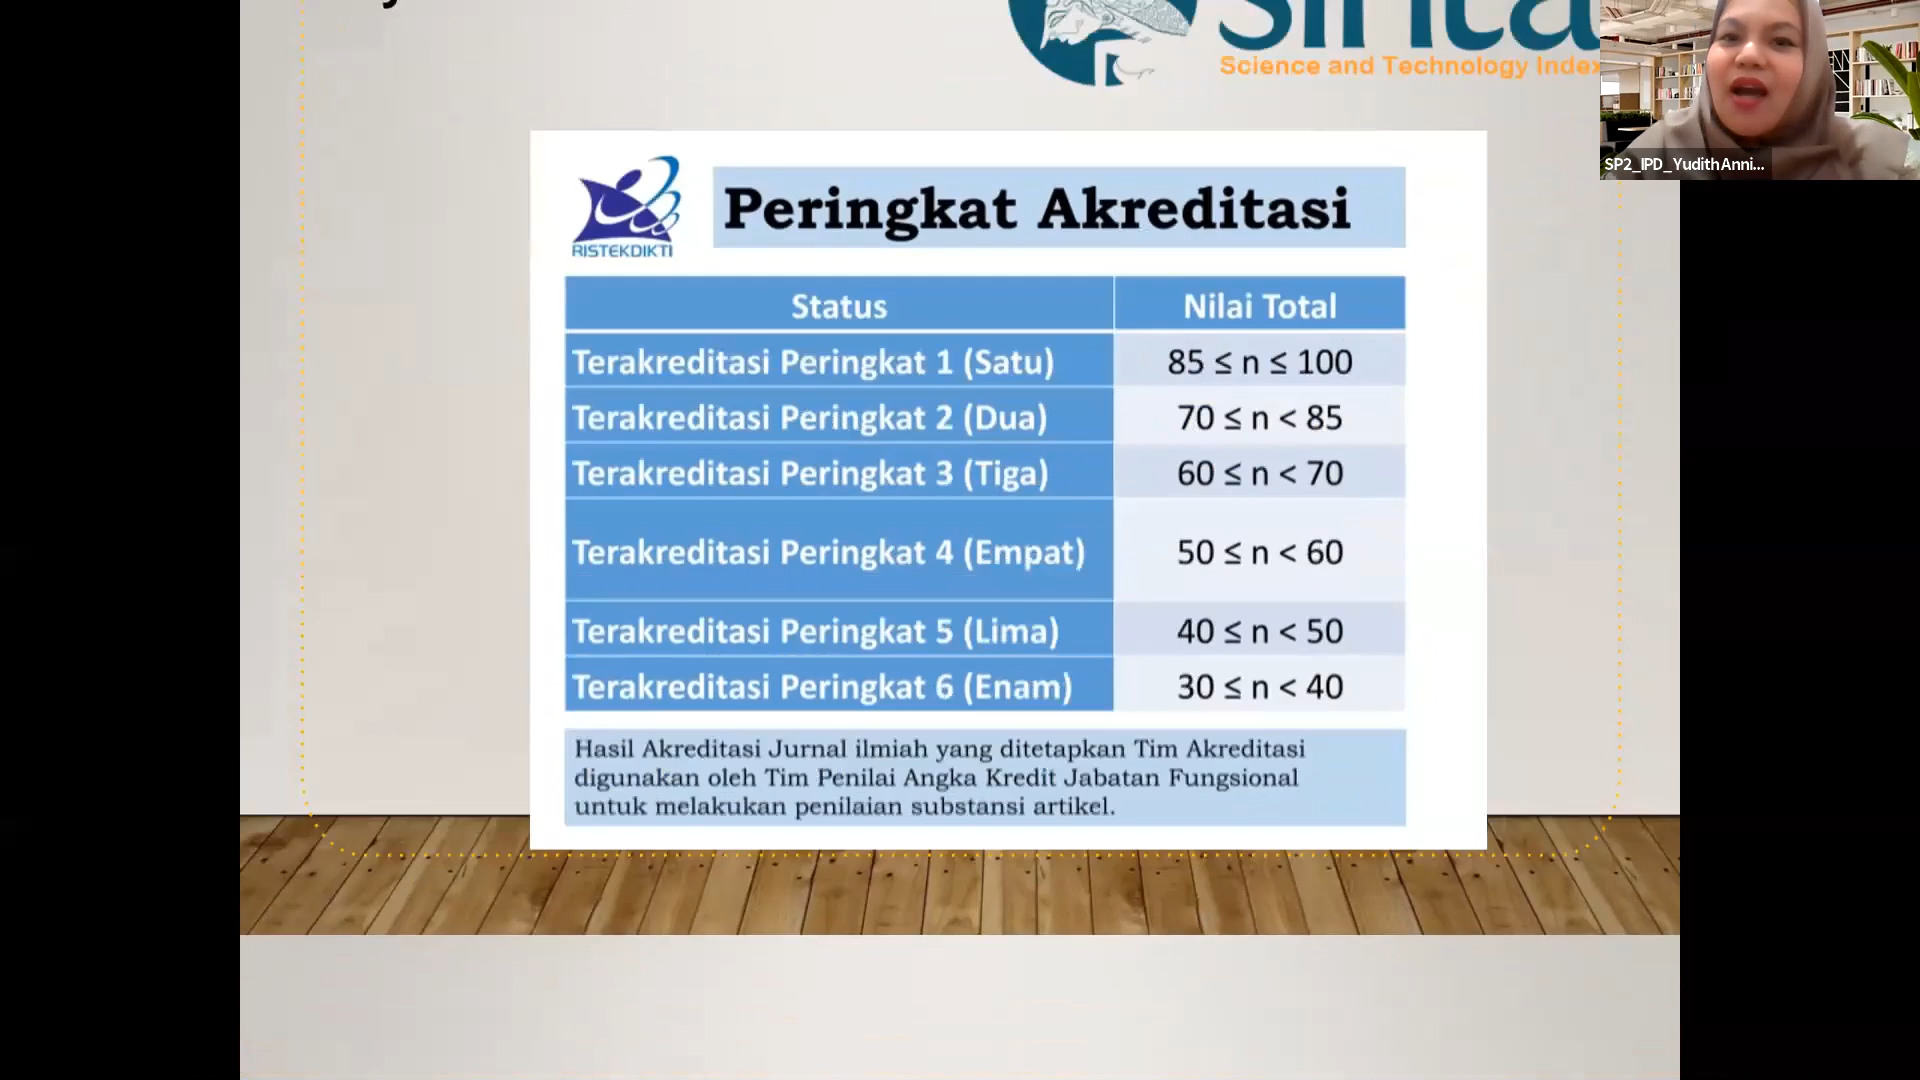 Sinta
Science and Technology Index
SP2_IPD_Yudith Anni...
RISTEKDIKTI
Peringkat Akreditasi
Status Nilai Total
Terakreditasi Peringkat 1 (Satu) 85 ≤ n ≤ 100
Terakreditasi Peringkat 2 (Dua) 70 ≤ n < 85
Terakreditasi Peringkat 3 (Tiga) 60 ≤ n < 70
Terakreditasi Peringkat 4 (Empat) 50 ≤ n < 60
Terakreditasi Peringkat 5 (Lima) 40 ≤ n < 50
Terakreditasi Peringkat 6 (Enam) 30 ≤ n < 40
Hasil Akreditasi Jurnal ilmiah yang ditetapkan Tim Akreditasi
digunakan oleh Tim Penilai Angka Kredit Jabatan Fungsional
untuk melakukan penilaian substansi artikel.